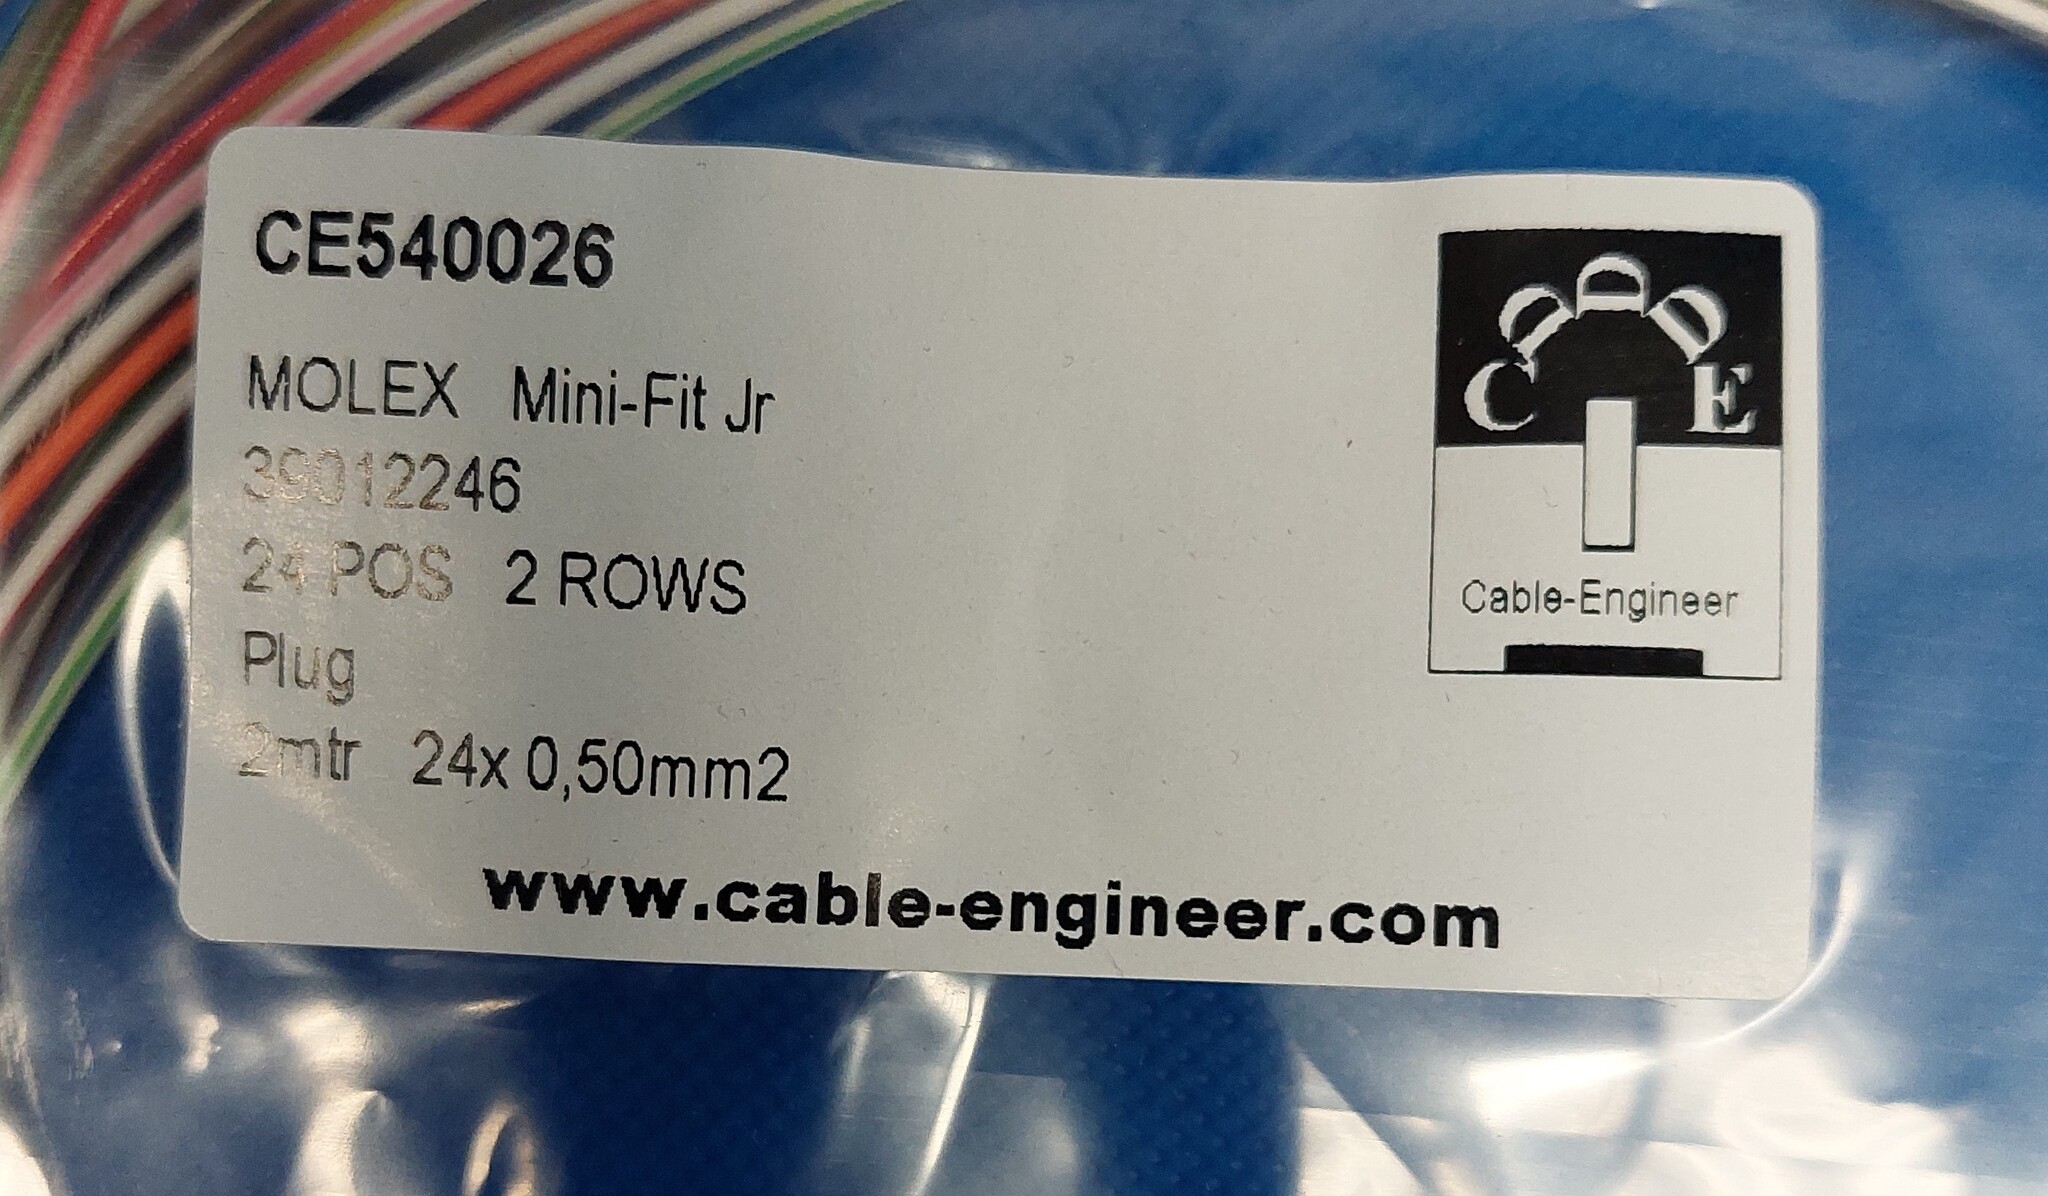 CE540026
MOLEX Mini-Fit Jr
39012246
24 POS 2 ROWS
Plug
2mtr 24x 0,50mm2
www.cable-engineer.com
C E
Cable-Engineer